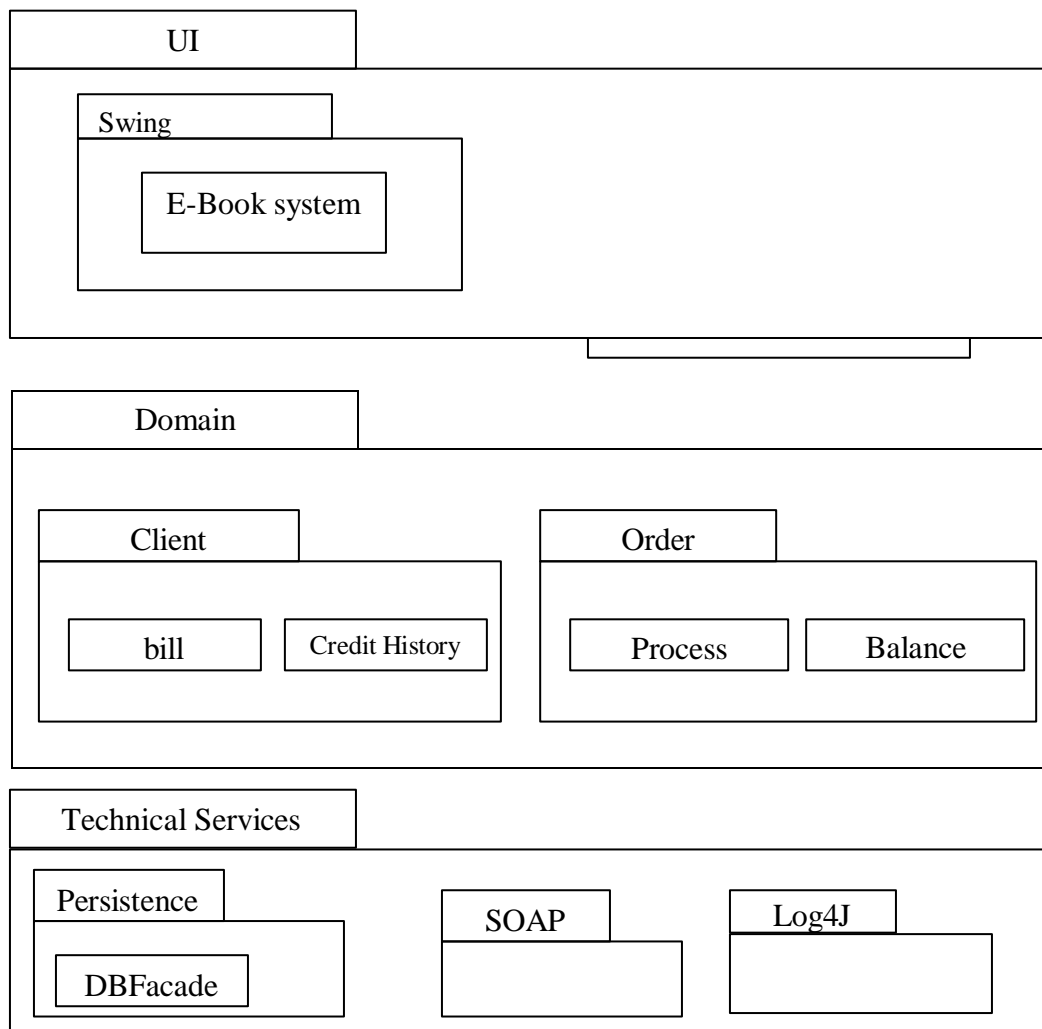 UI
Swing
E-Book system
Domain
Client
Order
bill
Credit History
Process
Balance
Technical Services
Persistence
SOAP
Log4J
DBFacade